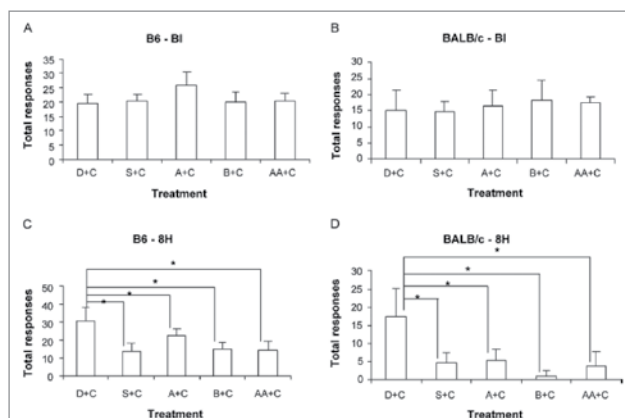 A
B6 - BI
Total responses
35
30
25
20
15
10
5
0
D+C S+C A+C B+C AA+C
Treatment
B
BALB/c - BI
Total responses
30
25
20
15
10
5
0
D+C S+C A+C B+C AA+C
Treatment
C
B6 - 8H
Total responses
50
40
30
20
10
0
*
*
*
*
D+C S+C A+C B+C AA+C
Treatment
D
BALB/c - 8H
Total responses
30
25
20
15
10
5
0
*
*
*
*
D+C S+C A+C B+C AA+C
Treatment